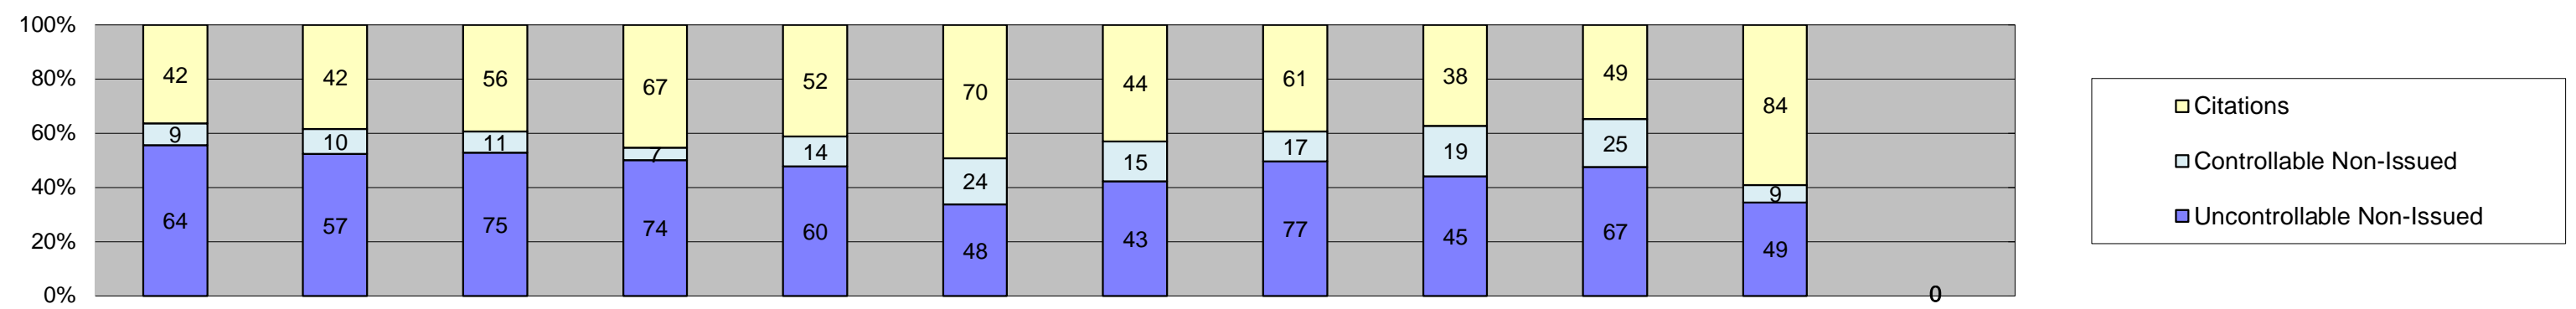 100%
80%
60%
40%
20%
0%
42 42 56 67 52 70 44 61 38 49 84
9 10 11 7 14 24 15 17 19 25 9
64 57 75 74 60 48 43 77 45 67 49 0
Citations
Controllable Non-Issued
Uncontrollable Non-Issued